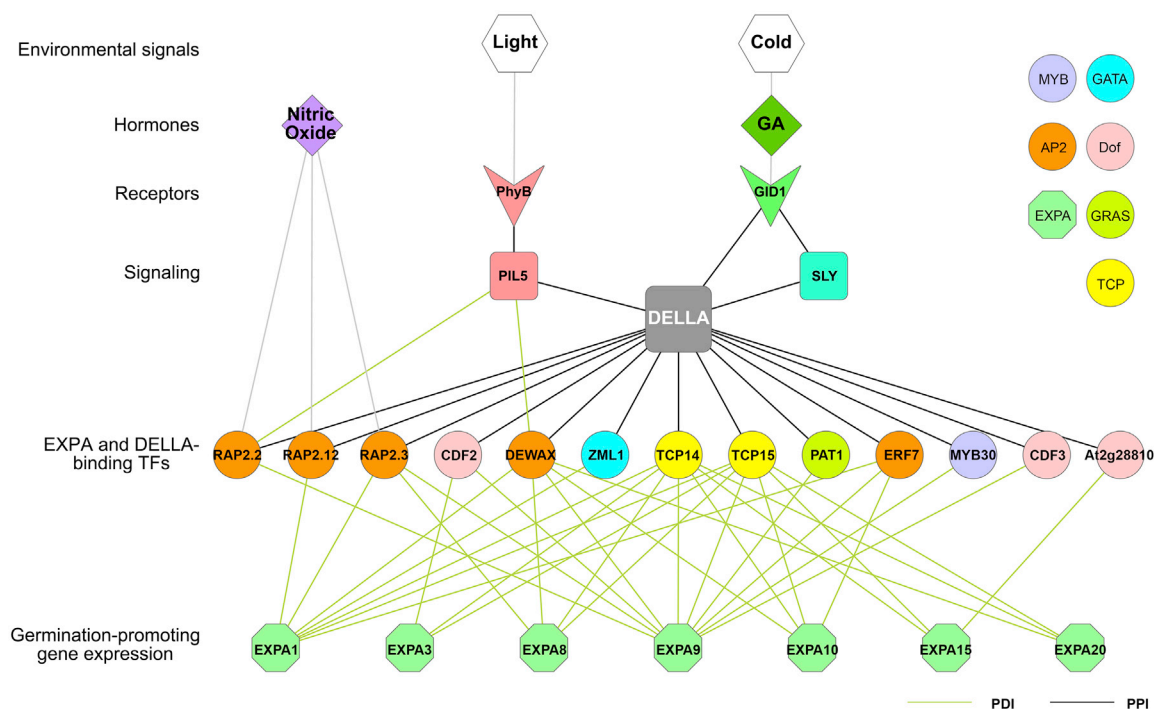 Environmental signals
Light
Cold
MYB
GATA
Hormones
Nitric
Oxide
GA
AP2
Dof
Receptors
PhyB
GID1
EXPA
GRAS
Signaling
PIL5
SLY
TCP
DELLA
EXPA and DELLA-
binding TFs
RAP2.2
RAP2.12
RAP2.3
CDF2
DEWAX
ZML1
TCP14
TCP15
PAT1
ERF7
MYB30
CDF3
At2g28810
Germination-promoting
gene expression
EXPA1
EXPA3
EXPA8
EXPA9
EXPA10
EXPA15
EXPA20
PDI
PPI